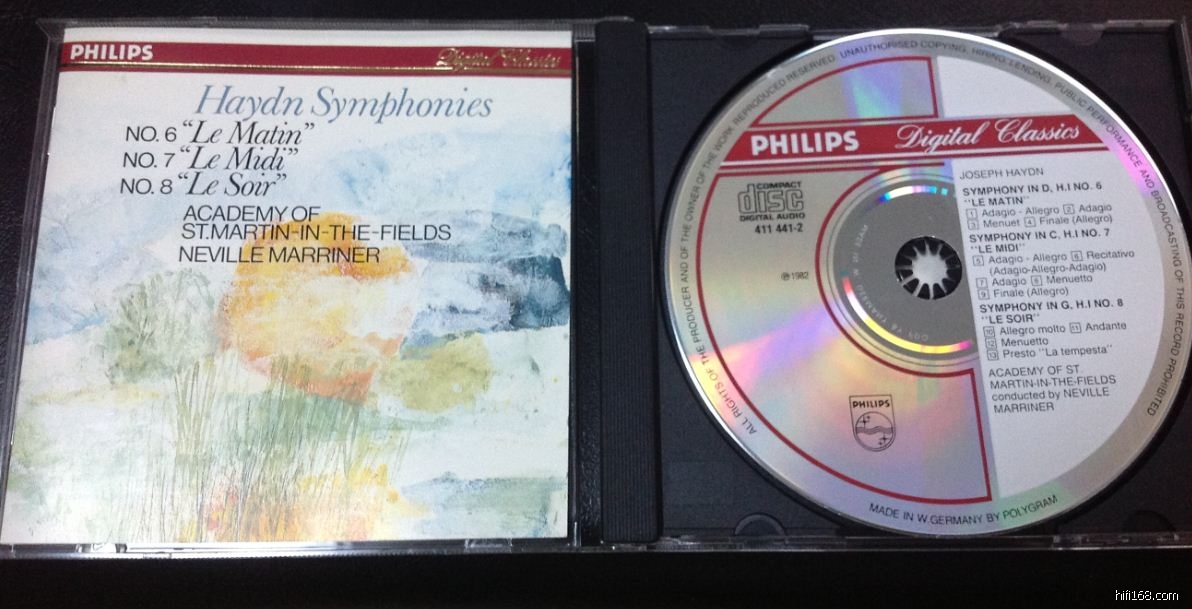 PHILIPS
Digital Classics
Haydn Symphonies
NO. 6 “Le Matin”
NO. 7 “Le Midi”
NO. 8 “Le Soir”
ACADEMY OF
ST.MARTIN-IN-THE-FIELDS
NEVILLE MARRINER
ALL RIGHTS OF THE PRODUCER AND OF THE OWNER OF THE WORK REPRODUCED RESERVED. UNAUTHORISED COPYING, HIRING, LENDING, PUBLIC PERFORMANCE AND BROADCASTING OF THIS RECORD PROHIBITED
PHILIPS Digital Classics
COMPACT
disc
DIGITAL AUDIO
411 441-2
℗1982
JOSEPH HAYDN
SYMPHONY IN D, H.I NO. 6
"LE MATIN"
1 Adagio - Allegro 2 Adagio
3 Menuet 4 Finale (Allegro)
SYMPHONY IN C, H.I NO. 7
"LE MIDI"
5 Adagio - Allegro 6 Recitativo
(Adagio-Allegro-Adagio)
7 Adagio 8 Menuetto
9 Finale (Allegro)
SYMPHONY IN G, H.I NO. 8
"LE SOIR"
10 Allegro molto 11 Andante
12 Menuetto
13 Presto "La tempesta"
ACADEMY OF ST.
MARTIN-IN-THE-FIELDS
conducted by NEVILLE
MARRINER
PHILIPS
MADE IN W.GERMANY BY POLYGRAM
hifi168.com